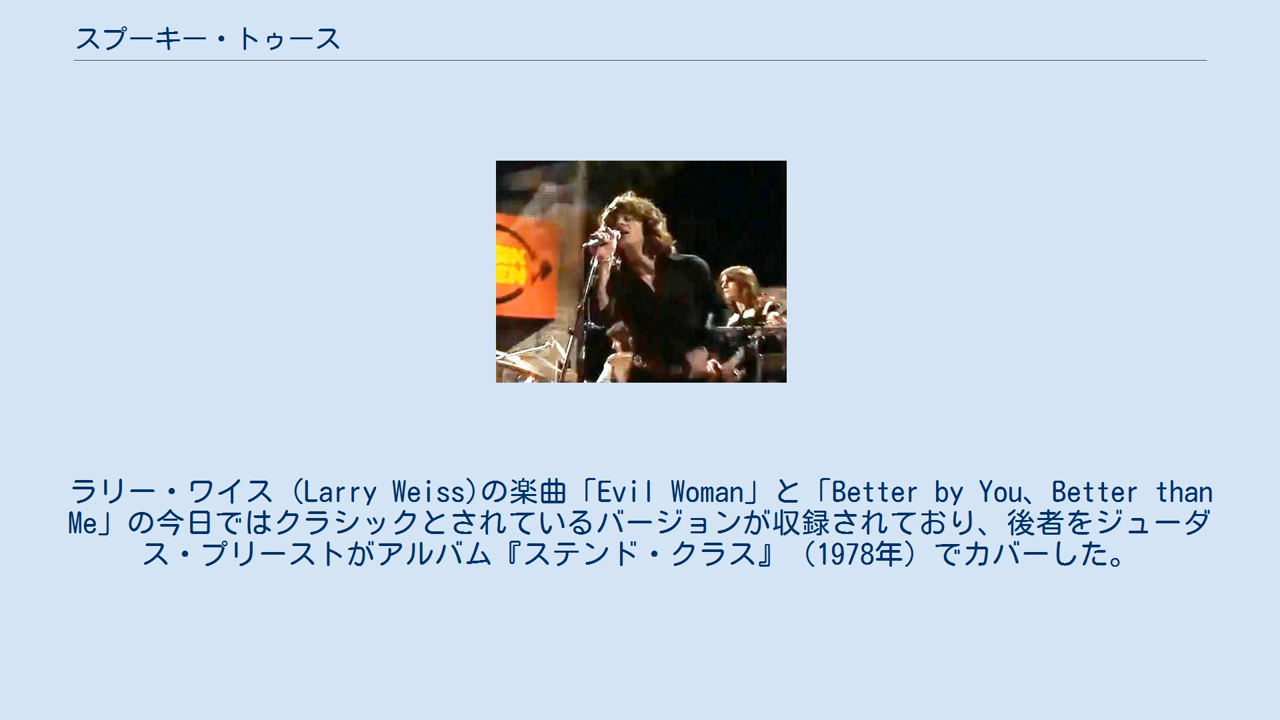 スプーキー・トゥース
ラリー・ワイス (Larry Weiss)の楽曲「Evil Woman」と「Better by You、Better than
Me」の今日ではクラシックとされているバージョンが収録されており、後者をジューダ
ス・プリーストがアルバム『ステンド・クラス』（1978年）でカバーした。